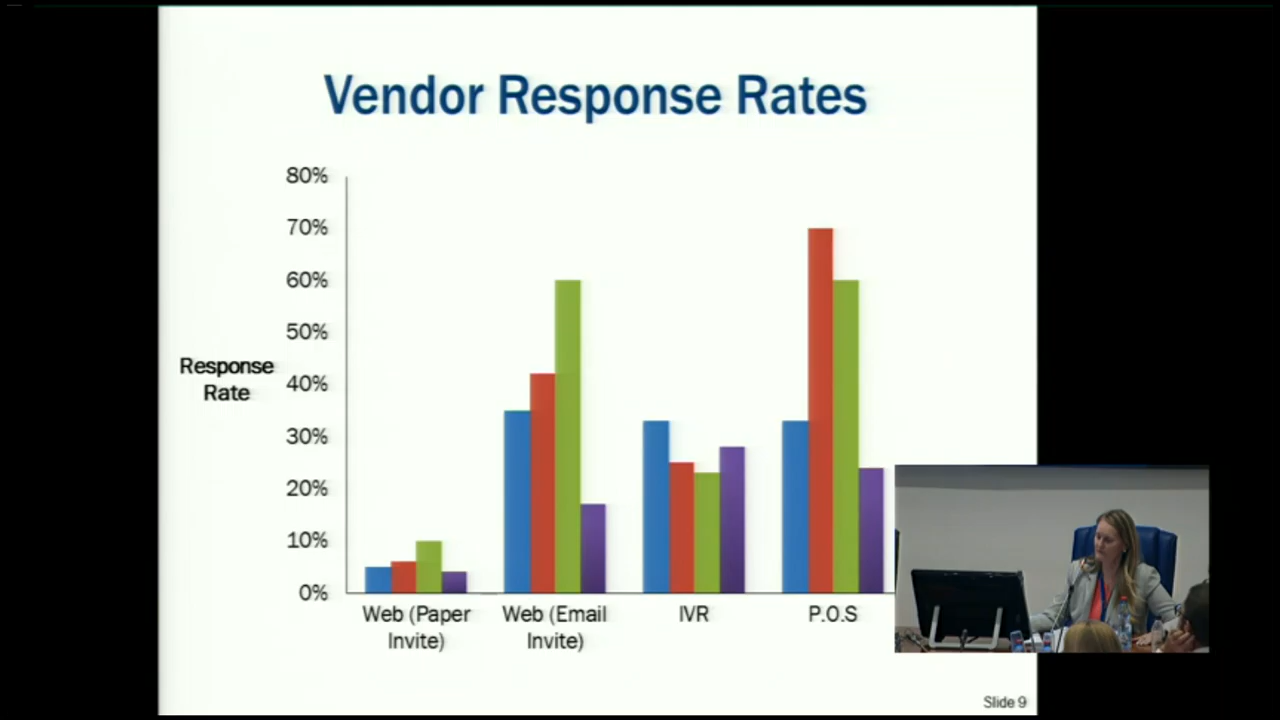 Vendor Response Rates
80%
70%
60%
50%
40%
30%
20%
10%
0%
Response
Rate
Web (Paper
Invite)
Web (Email
Invite)
IVR
P.O.S
Slide 9